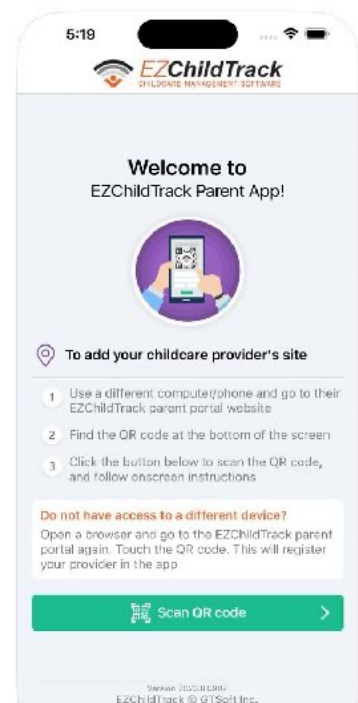 5:19
EZChildTrack
CHILDCARE MANAGEMENT SOFTWARE
Welcome to
EZChildTrack Parent App!
To add your childcare provider's site
1 Use a different computer/phone and go to their
EZChildTrack parent portal website
2 Find the QR code at the bottom of the screen
3 Click the button below to scan the QR code,
and follow onscreen instructions
Do not have access to a different device?
Open a browser and go to the EZChildTrack parent
portal again. Touch the QR code. This will register
your provider in the app
Scan QR code
Version
EZChildTrack © GTSoft Inc.